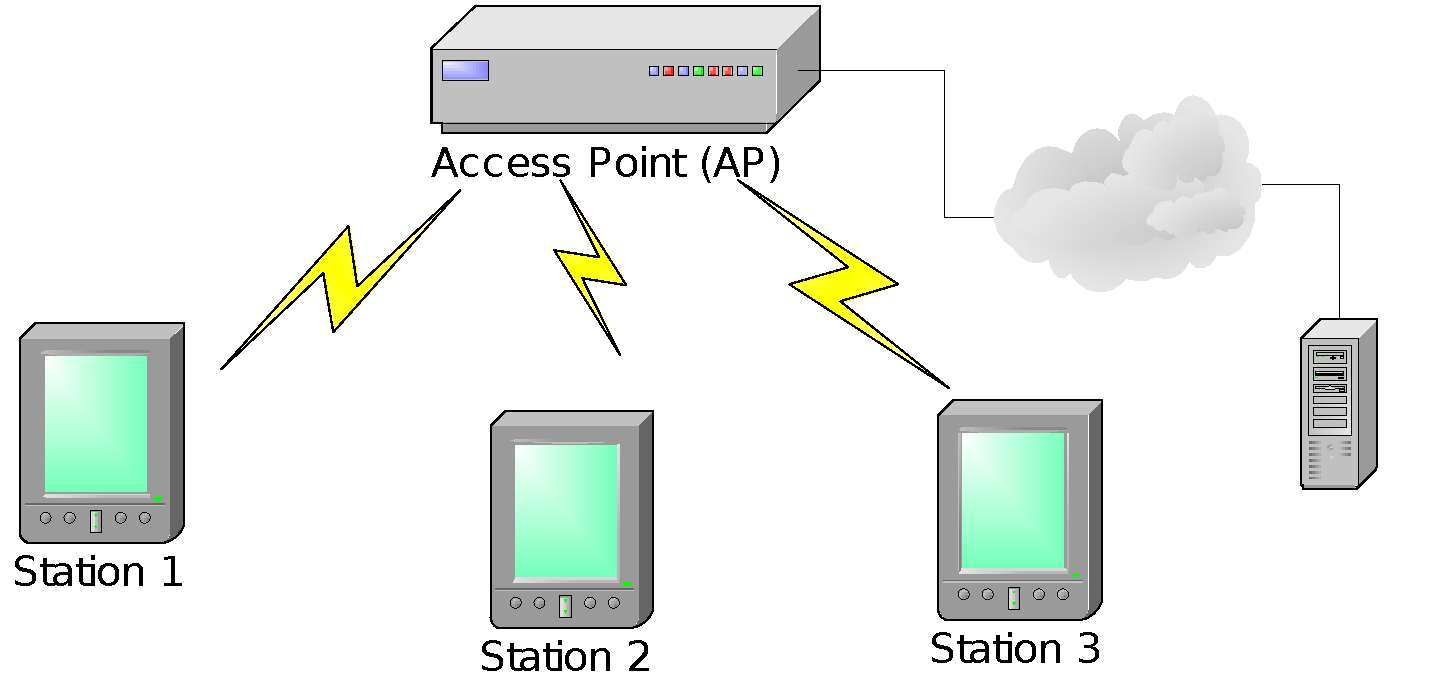 Access Point (AP)
Station 1
Station 2
Station 3